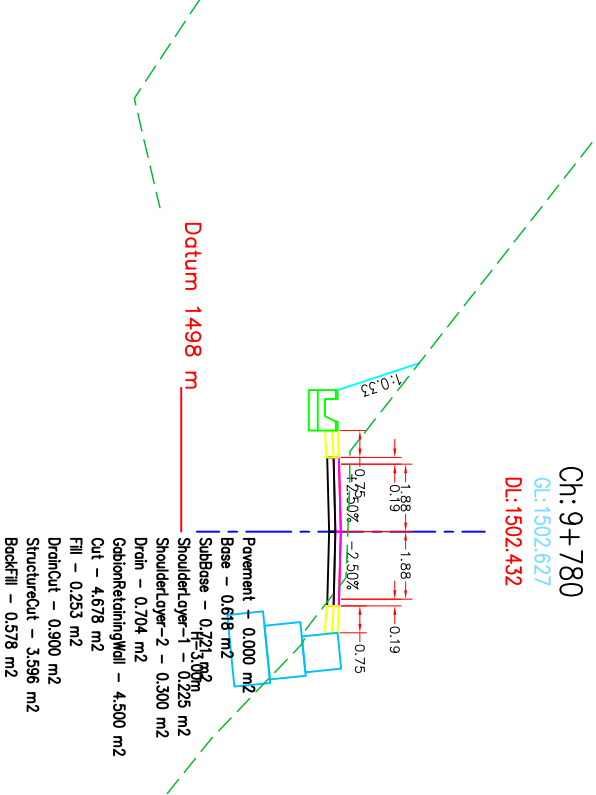 Ch: 9+780
GL:1502.627
DL:1502.432
1:0.33
0.75
0.19
1.88
1.88
0.19
0.75
+2.50%
-2.50%
Datum 1498 m
H=3.00m
Pavement - 0.000 m2
Base - 0.618 m2
SubBase - 0.721 m2
ShoulderLayer-1 - 0.225 m2
ShoulderLayer-2 - 0.300 m2
Drain - 0.704 m2
GabionRetainingWall - 4.500 m2
Cut - 4.678 m2
Fill - 0.253 m2
DrainCut - 0.900 m2
StructureCut - 3.596 m2
BackFill - 0.578 m2